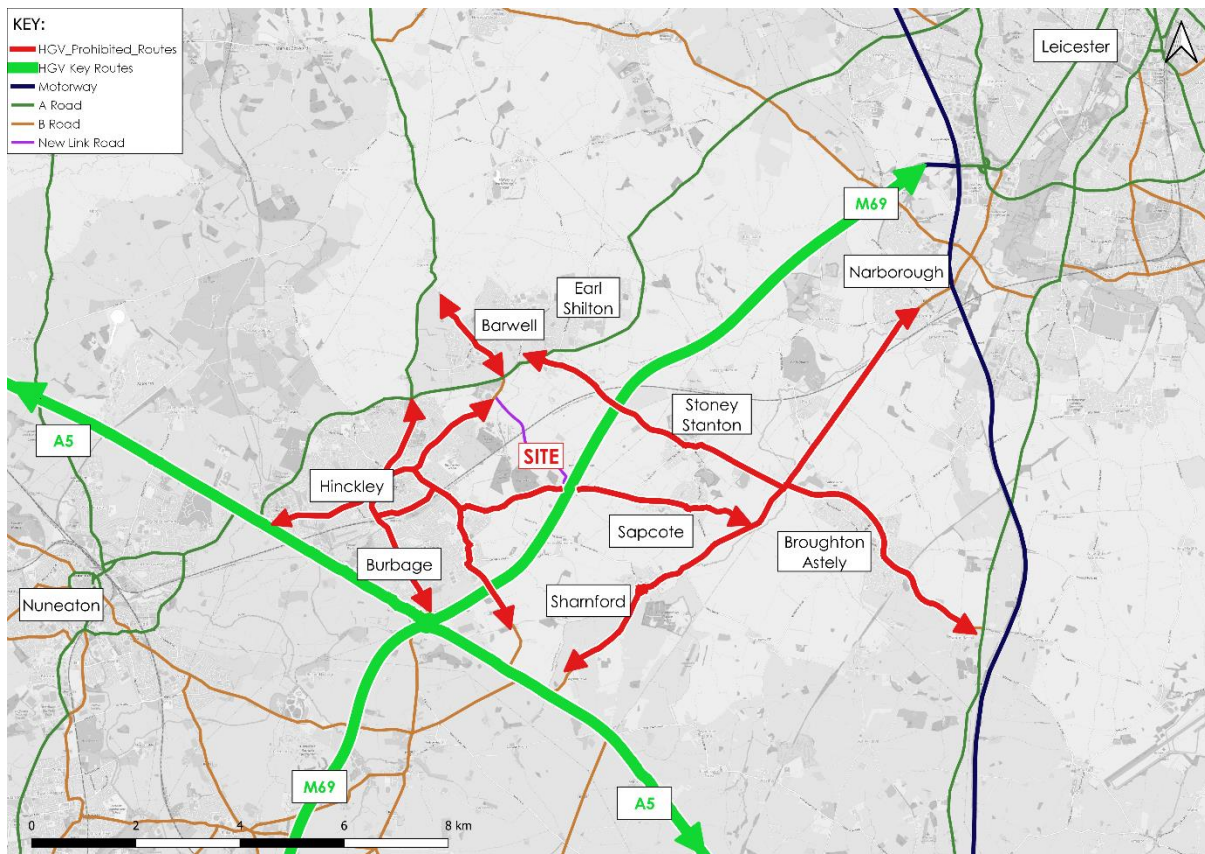 KEY:
HGV_Prohibited_Routes
HGV Key Routes
Motorway
A Road
B Road
New Link Road
Leicester
M69
Narborough
Earl
Shilton
Barwell
A5
Stoney
Stanton
SITE
Hinckley
Sapcote
Broughton
Astely
Burbage
Sharnford
Nuneaton
M69
A5
0 2 4 6 8 km